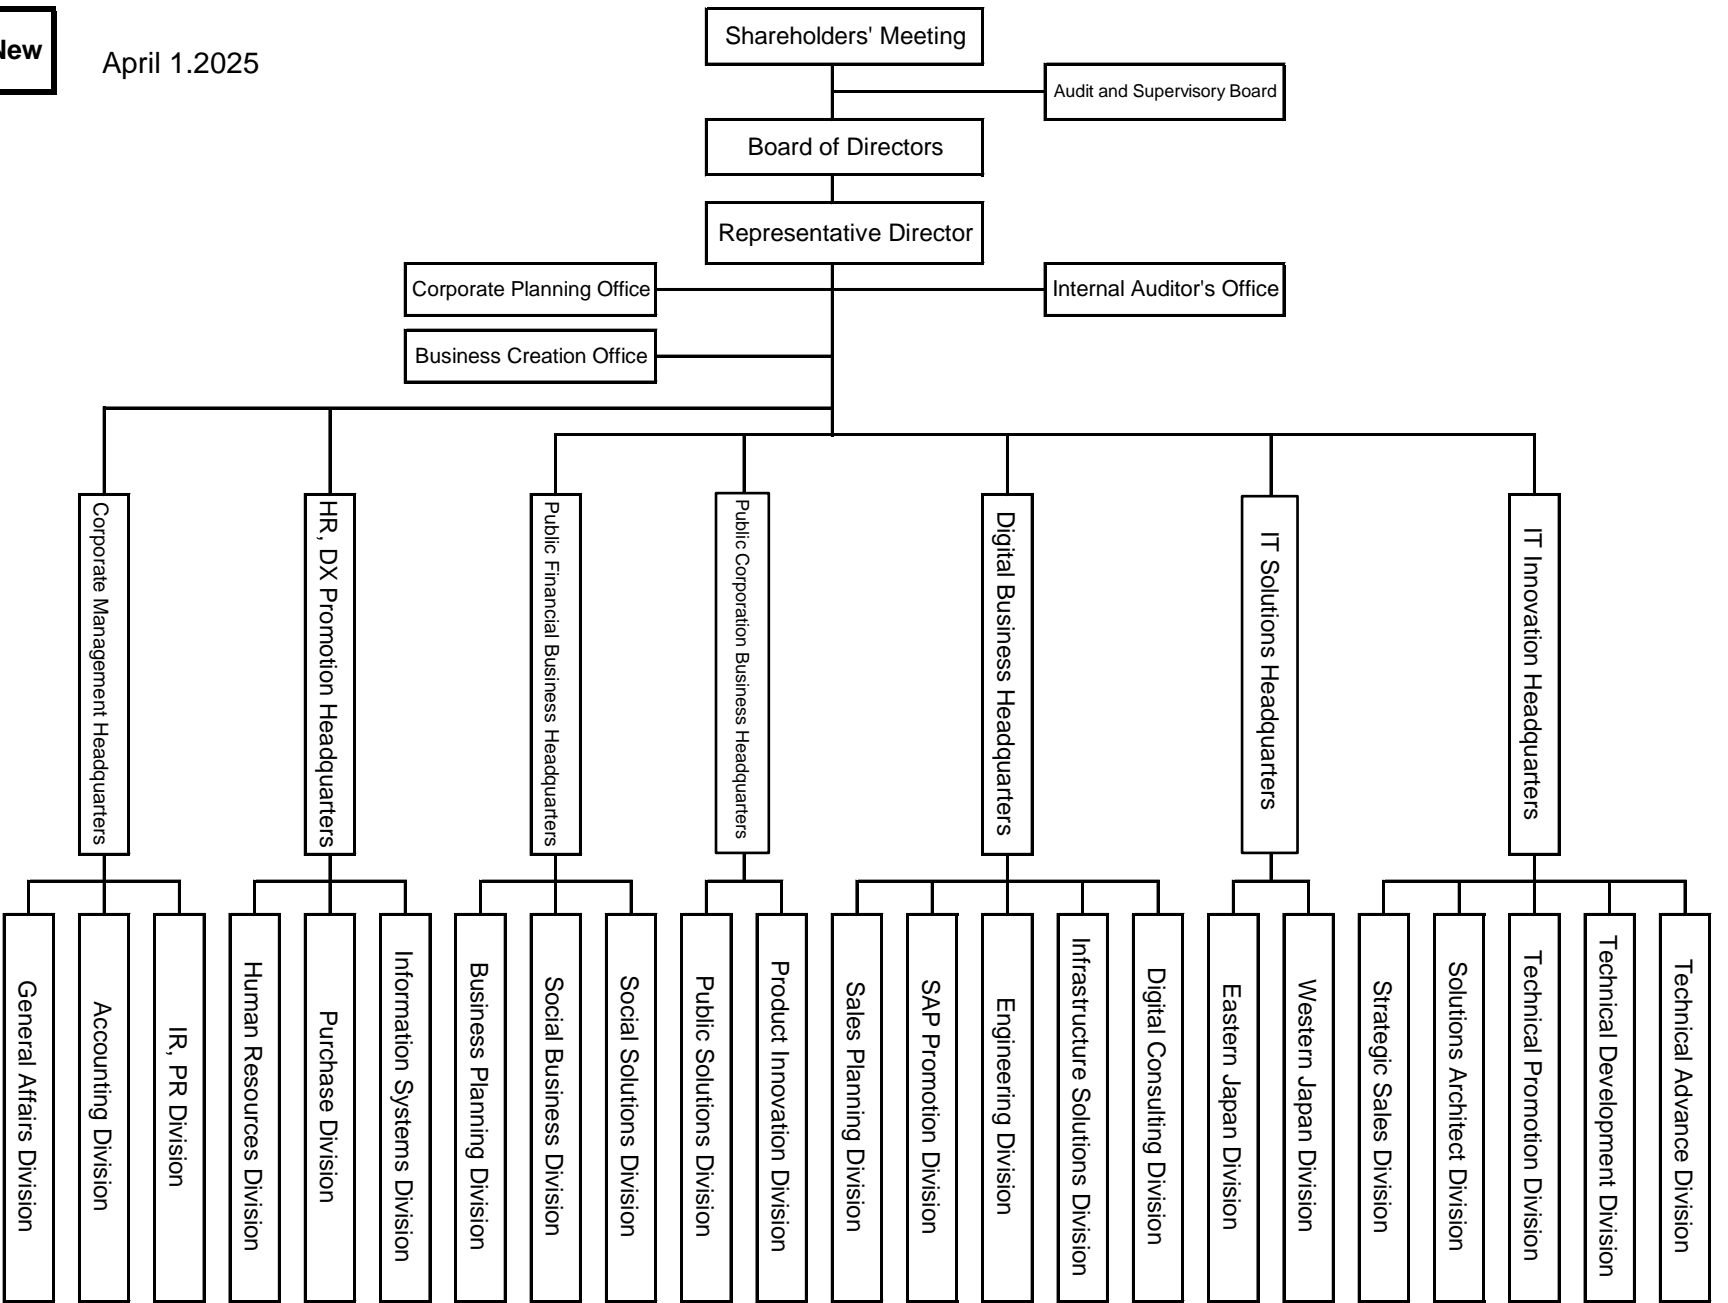 New
April 1.2025
Shareholders' Meeting
Audit and Supervisory Board
Board of Directors
Representative Director
Corporate Planning Office
Internal Auditor's Office
Business Creation Office
Corporate Management Headquarters
HR, DX Promotion Headquarters
Public Financial Business Headquarters
Public Corporation Business Headquarters
Digital Business Headquarters
IT Solutions Headquarters
IT Innovation Headquarters
General Affairs Division
Accounting Division
IR, PR Division
Human Resources Division
Purchase Division
Information Systems Division
Business Planning Division
Social Business Division
Social Solutions Division
Public Solutions Division
Product Innovation Division
Sales Planning Division
SAP Promotion Division
Engineering Division
Infrastructure Solutions Division
Digital Consulting Division
Eastern Japan Division
Western Japan Division
Strategic Sales Division
Solutions Architect Division
Technical Promotion Division
Technical Development Division
Technical Advance Division